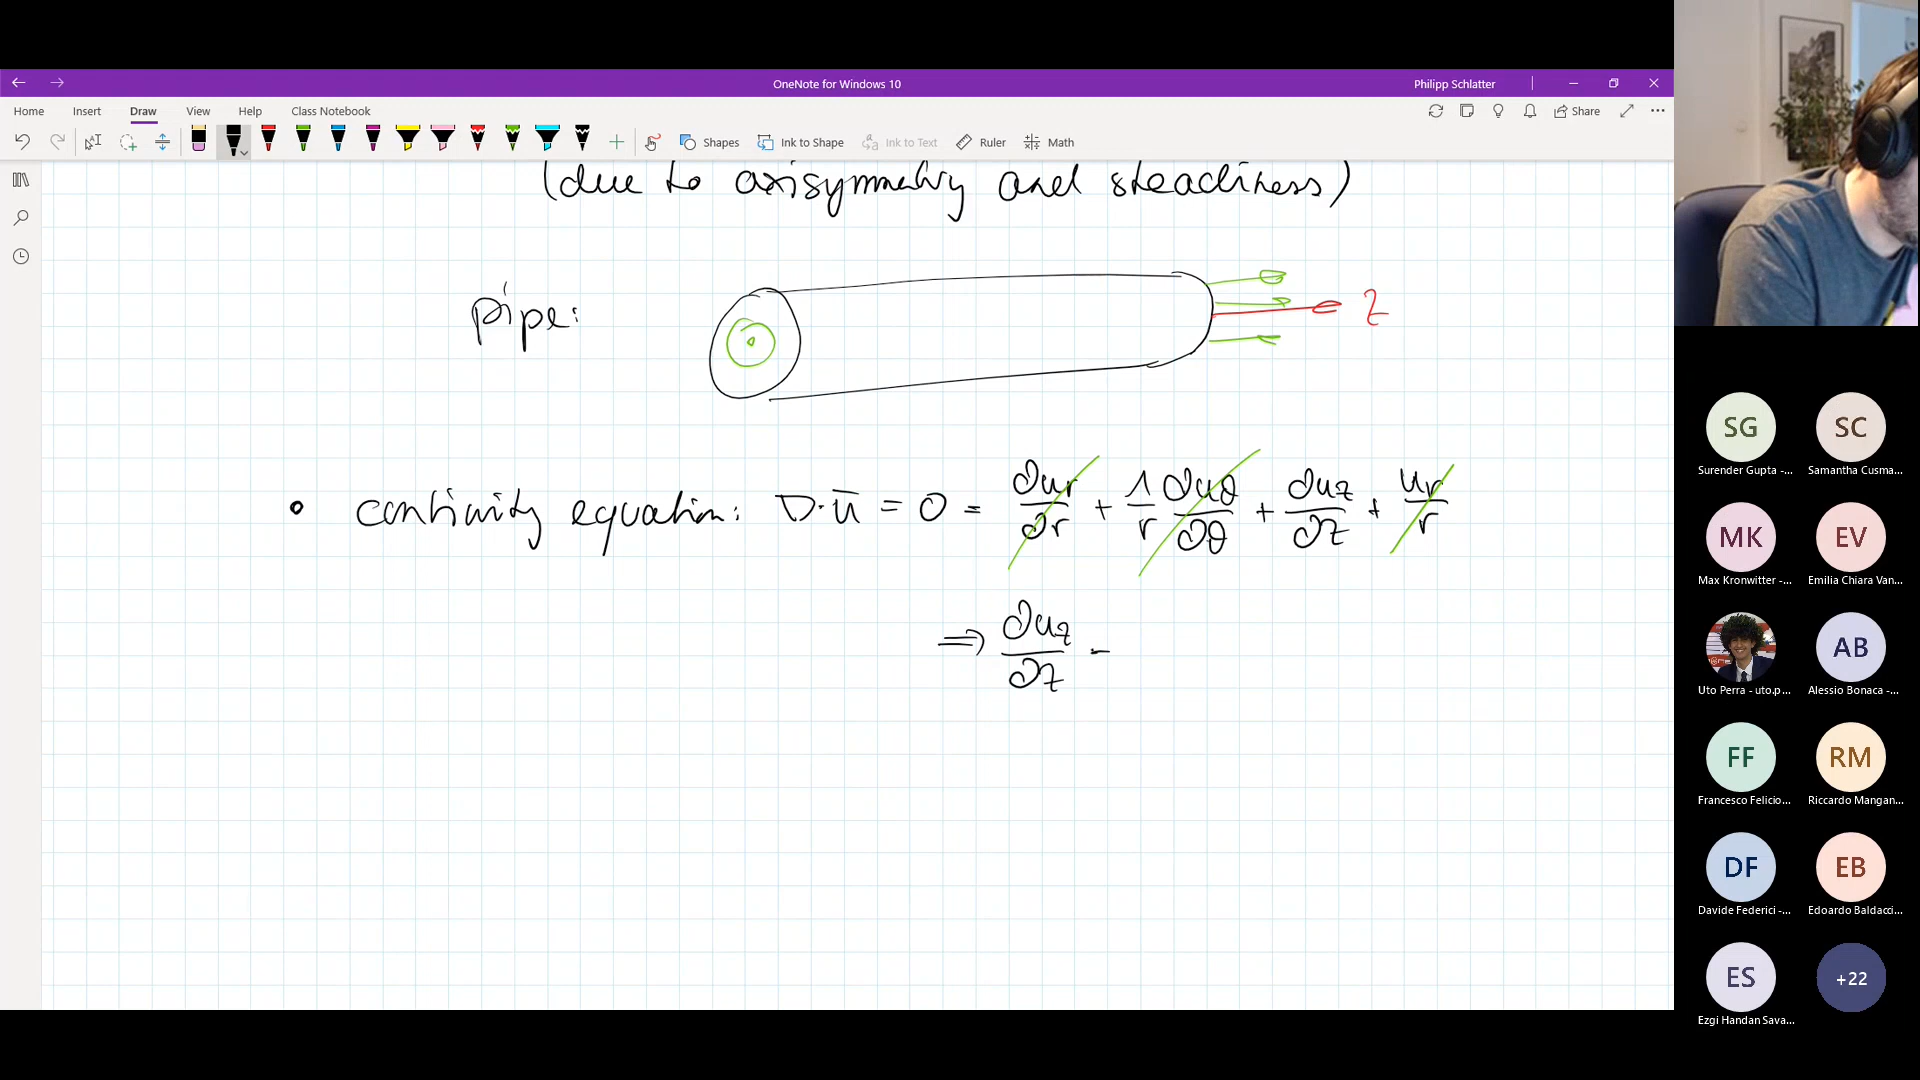 OneNote for Windows 10
Philipp Schlatter
Home Insert Draw View Help Class Notebook
Share
Shapes Ink to Shape Ink to Text Ruler Math
(due to axisymmetry and steadiness)
pipe:
z
• continuity equation: ∇·ū = 0 = ∂ur/∂r + 1/r ∂uθ/∂θ + ∂uz/∂z + ur/r
⇒ ∂uz/∂z -
SG SC
Surender Gupta -... Samantha Cusma...
MK EV
Max Kronwitter -... Emilia Chiara Van...
AB
Uto Perra - uto.p... Alessio Bonaca -...
FF RM
Francesco Felicio... Riccardo Mangan...
DF EB
Davide Federici -... Edoardo Baldacci...
ES +22
Ezgi Handan Sava...